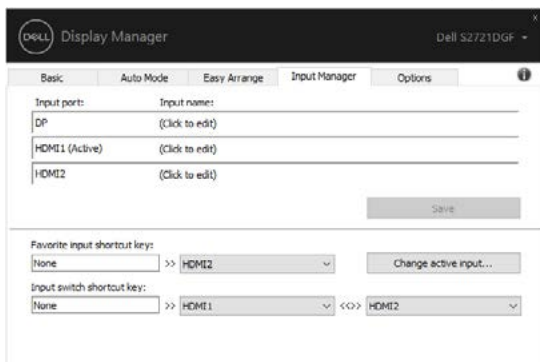 DELL Display Manager Dell S2721DGF
x
Basic Auto Mode Easy Arrange Input Manager Options i
Input port: Input name:
DP (Click to edit)
HDMI1 (Active) (Click to edit)
HDMI2 (Click to edit)
Save
Favorite input shortcut key:
None >> HDMI2 Change active input...
Input switch shortcut key:
None >> HDMI1 <<>> HDMI2